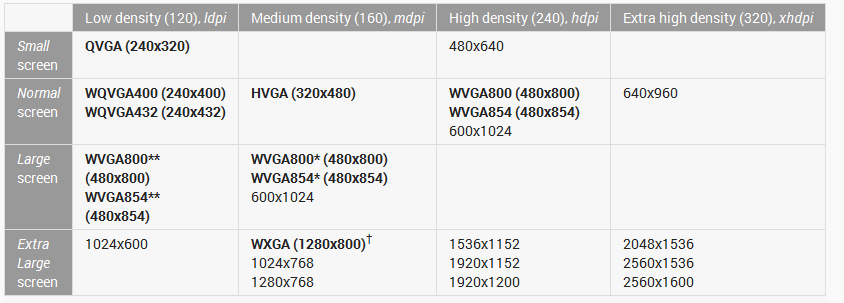 Low density (120), ldpi
Medium density (160), mdpi
High density (240), hdpi
Extra high density (320), xhdpi
Small
screen
QVGA (240x320)
480x640
Normal
screen
WQVGA400 (240x400)
WQVGA432 (240x432)
HVGA (320x480)
WVGA800 (480x800)
WVGA854 (480x854)
600x1024
640x960
Large
screen
WVGA800**
(480x800)
WVGA854**
(480x854)
WVGA800* (480x800)
WVGA854* (480x854)
600x1024
Extra
Large
screen
1024x600
WXGA (1280x800)†
1024x768
1280x768
1536x1152
1920x1152
1920x1200
2048x1536
2560x1536
2560x1600